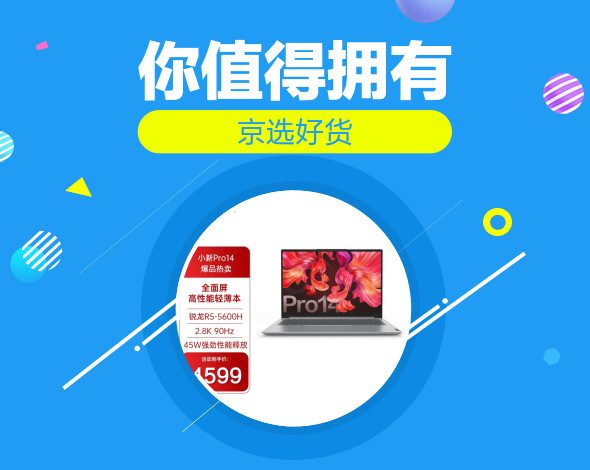 你值得拥有
京选好货
小新Pro14
爆品热卖
全面屏
高性能轻薄本
锐龙R5-5600H
2.8K 90Hz
45W强劲性能释放
活动到手价:
4599
Pro14